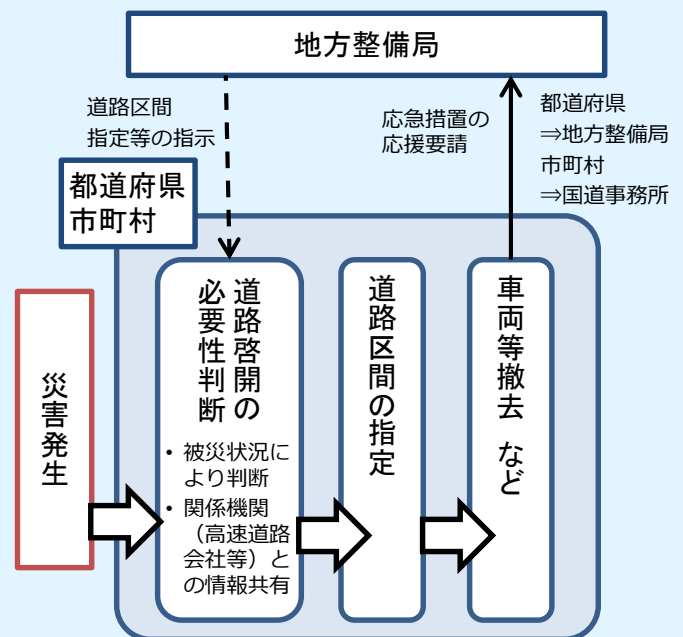 地方整備局
道路区間
指定等の指示
応急措置の
応援要請
都道府県
⇒地方整備局
市町村
⇒国道事務所
都道府県
市町村
災害発生
道路啓開の
必要性判断
・被災状況に
より判断
・関係機関
（高速道路
会社等）と
の情報共有
道路区間の指定
車両等撤去 など